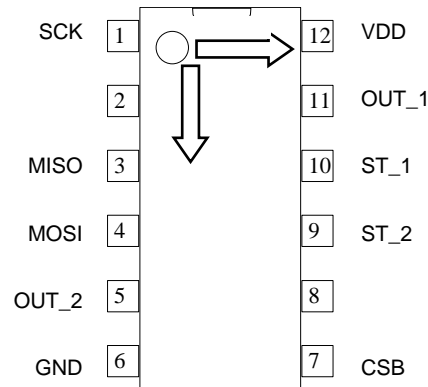 SCK 1 12 VDD
2 11 OUT_1
MISO 3 10 ST_1
MOSI 4 9 ST_2
OUT_2 5 8
GND 6 7 CSB